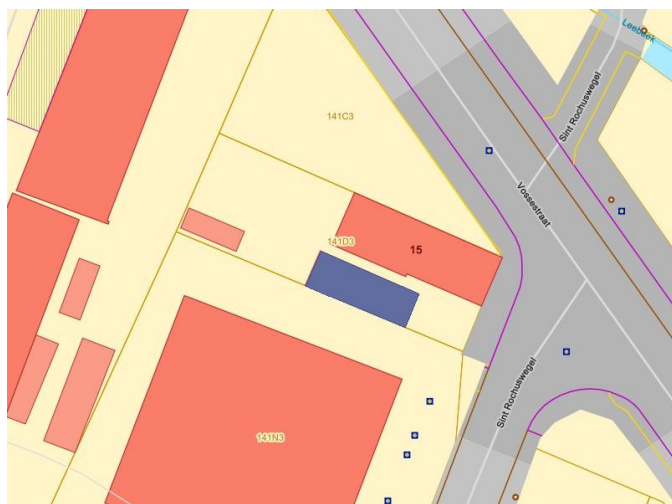 Leebeek
Sint Rochuswegel
141C3
Vossestraat
141D3
15
Sint Rochuswegel
141N3